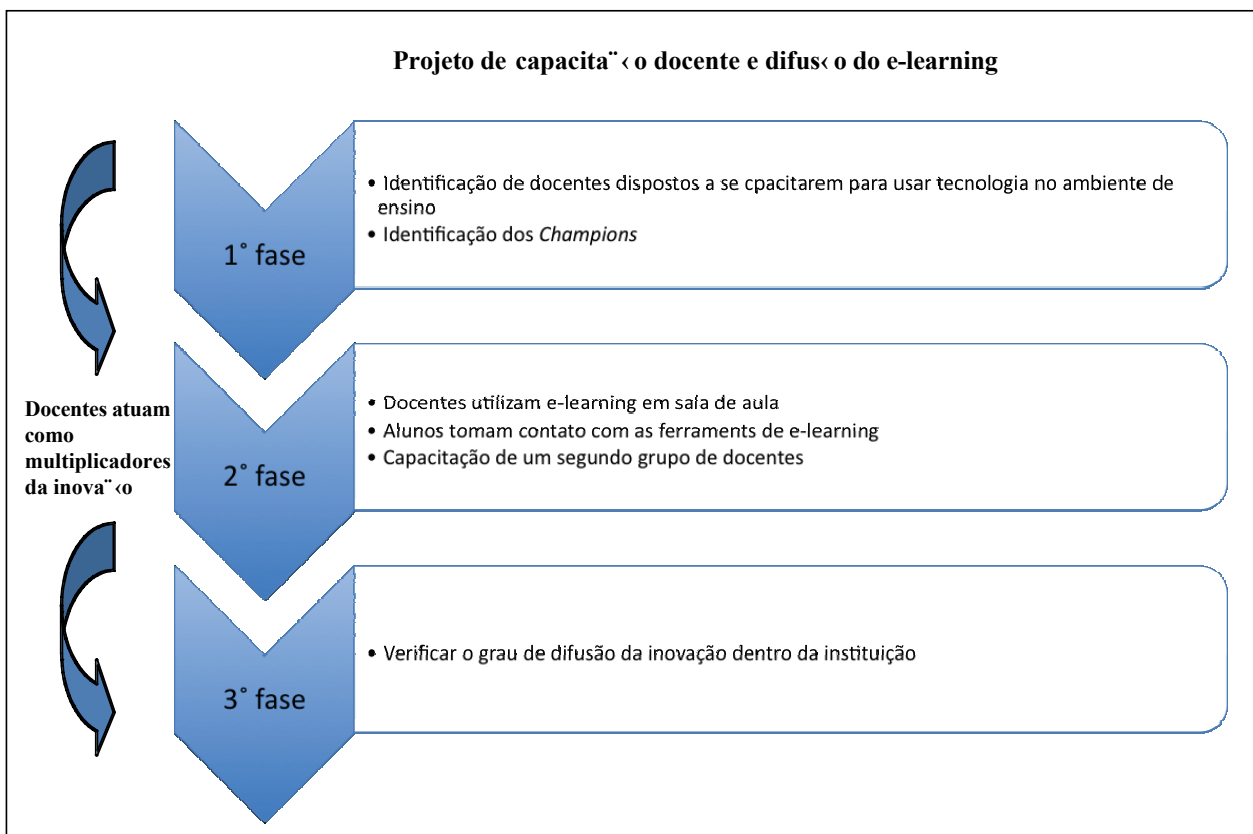 Projeto de capacita¨‹o docente e difus‹o do e-learning
1˚ fase
• Identificação de docentes dispostos a se cpacitarem para usar tecnologia no ambiente de
ensino
• Identificação dos Champions
Docentes atuam
como
multiplicadores
da inova¨‹o
2˚ fase
• Docentes utilizam e-learning em sala de aula
• Alunos tomam contato com as ferraments de e-learning
• Capacitação de um segundo grupo de docentes
3˚ fase
• Verificar o grau de difusão da inovação dentro da instituição